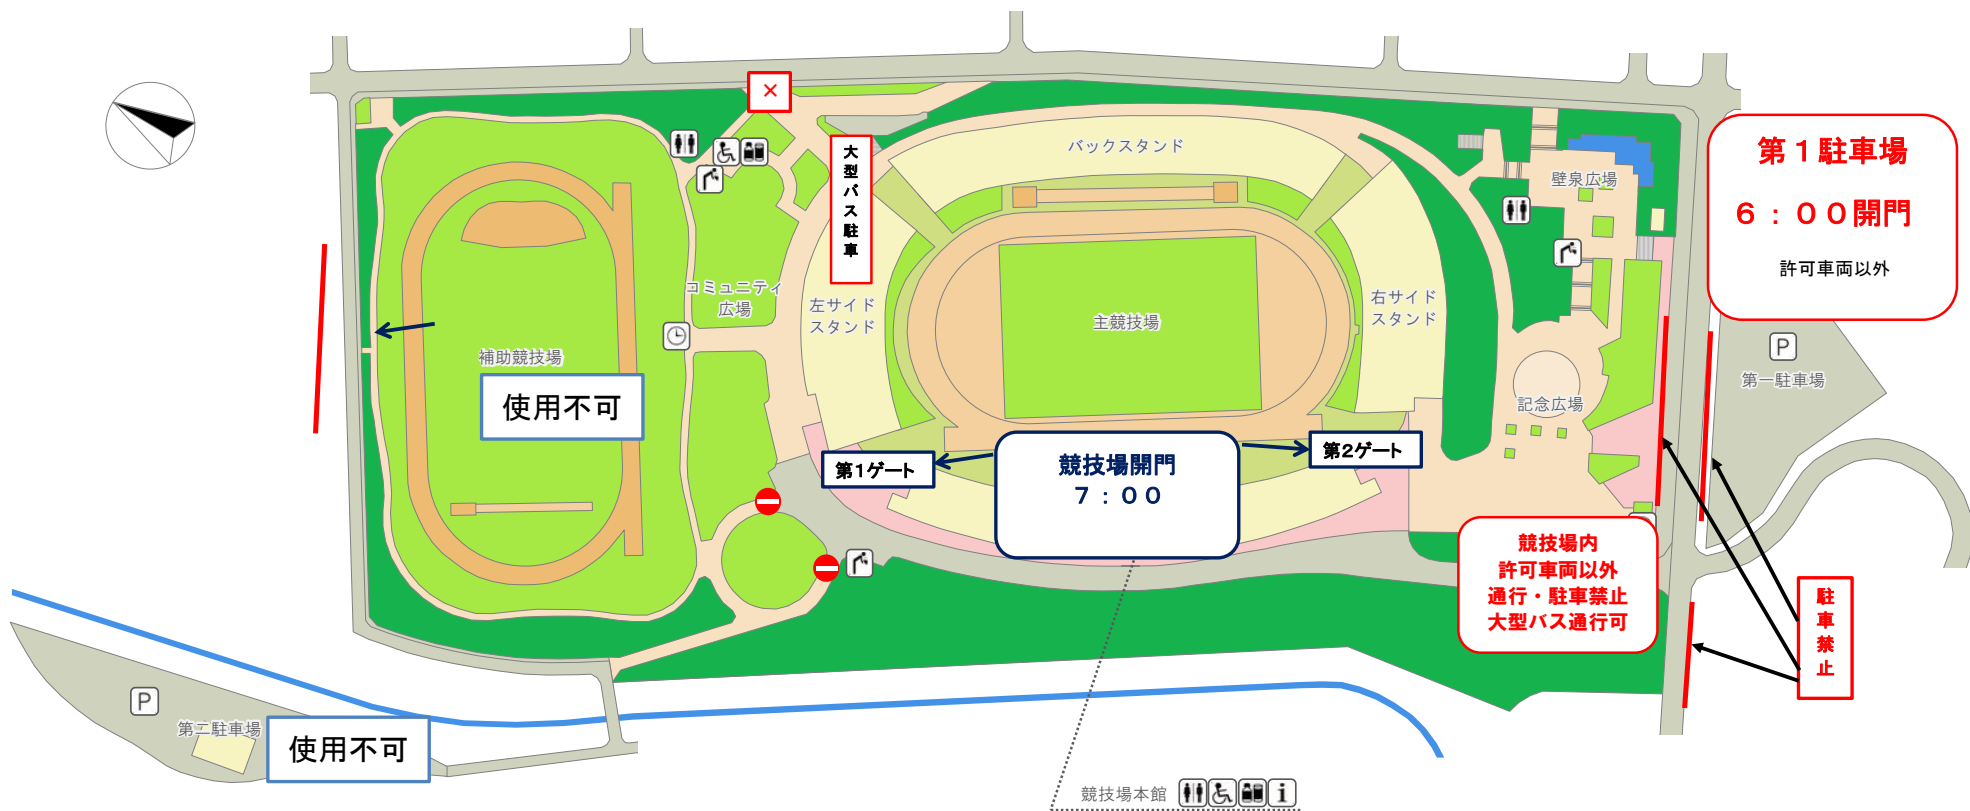 ×
大型バス駐車
バックスタンド
壁泉広場
第１駐車場
６：００開門
許可車両以外
コミュニティ
広場
左サイド
スタンド
右サイド
スタンド
主競技場
補助競技場
使用不可
P
第一駐車場
記念広場
第1ゲート
競技場開門
７：００
第2ゲート
競技場内
許可車両以外
通行・駐車禁止
大型バス通行可
駐車禁止
P
第二駐車場
使用不可
競技場本館
i